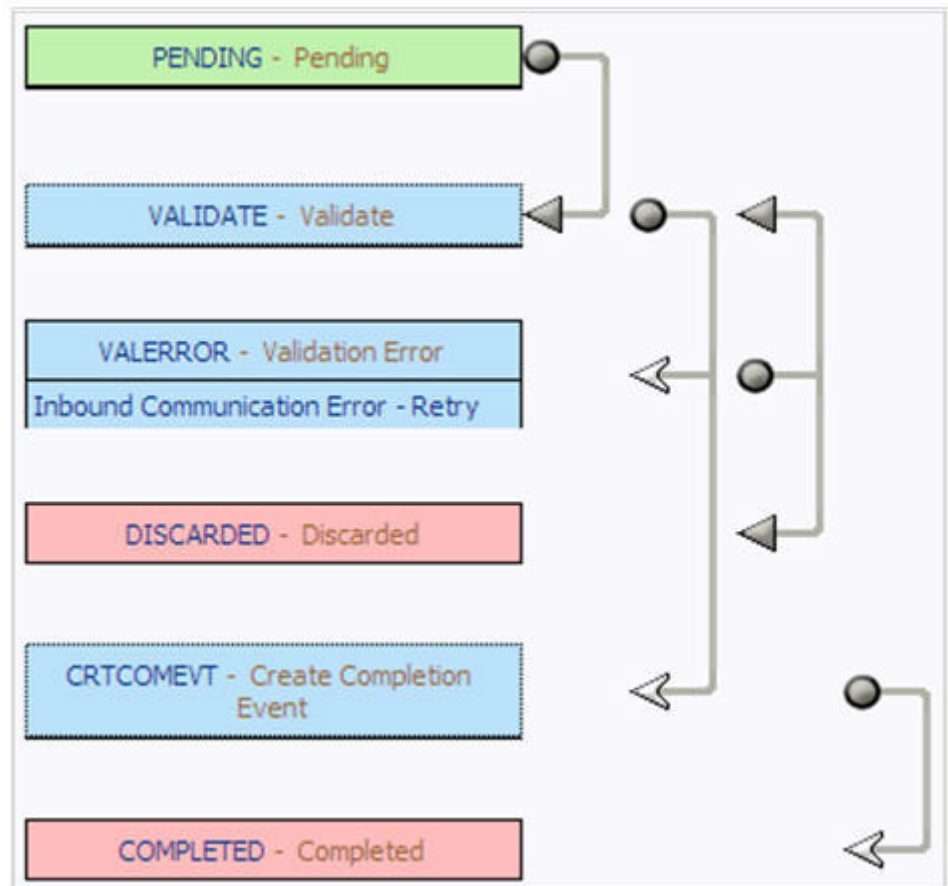 PENDING - Pending
VALIDATE - Validate
VALERROR - Validation Error
Inbound Communication Error - Retry
DISCARDED - Discarded
CRTCOMEVT - Create Completion
Event
COMPLETED - Completed